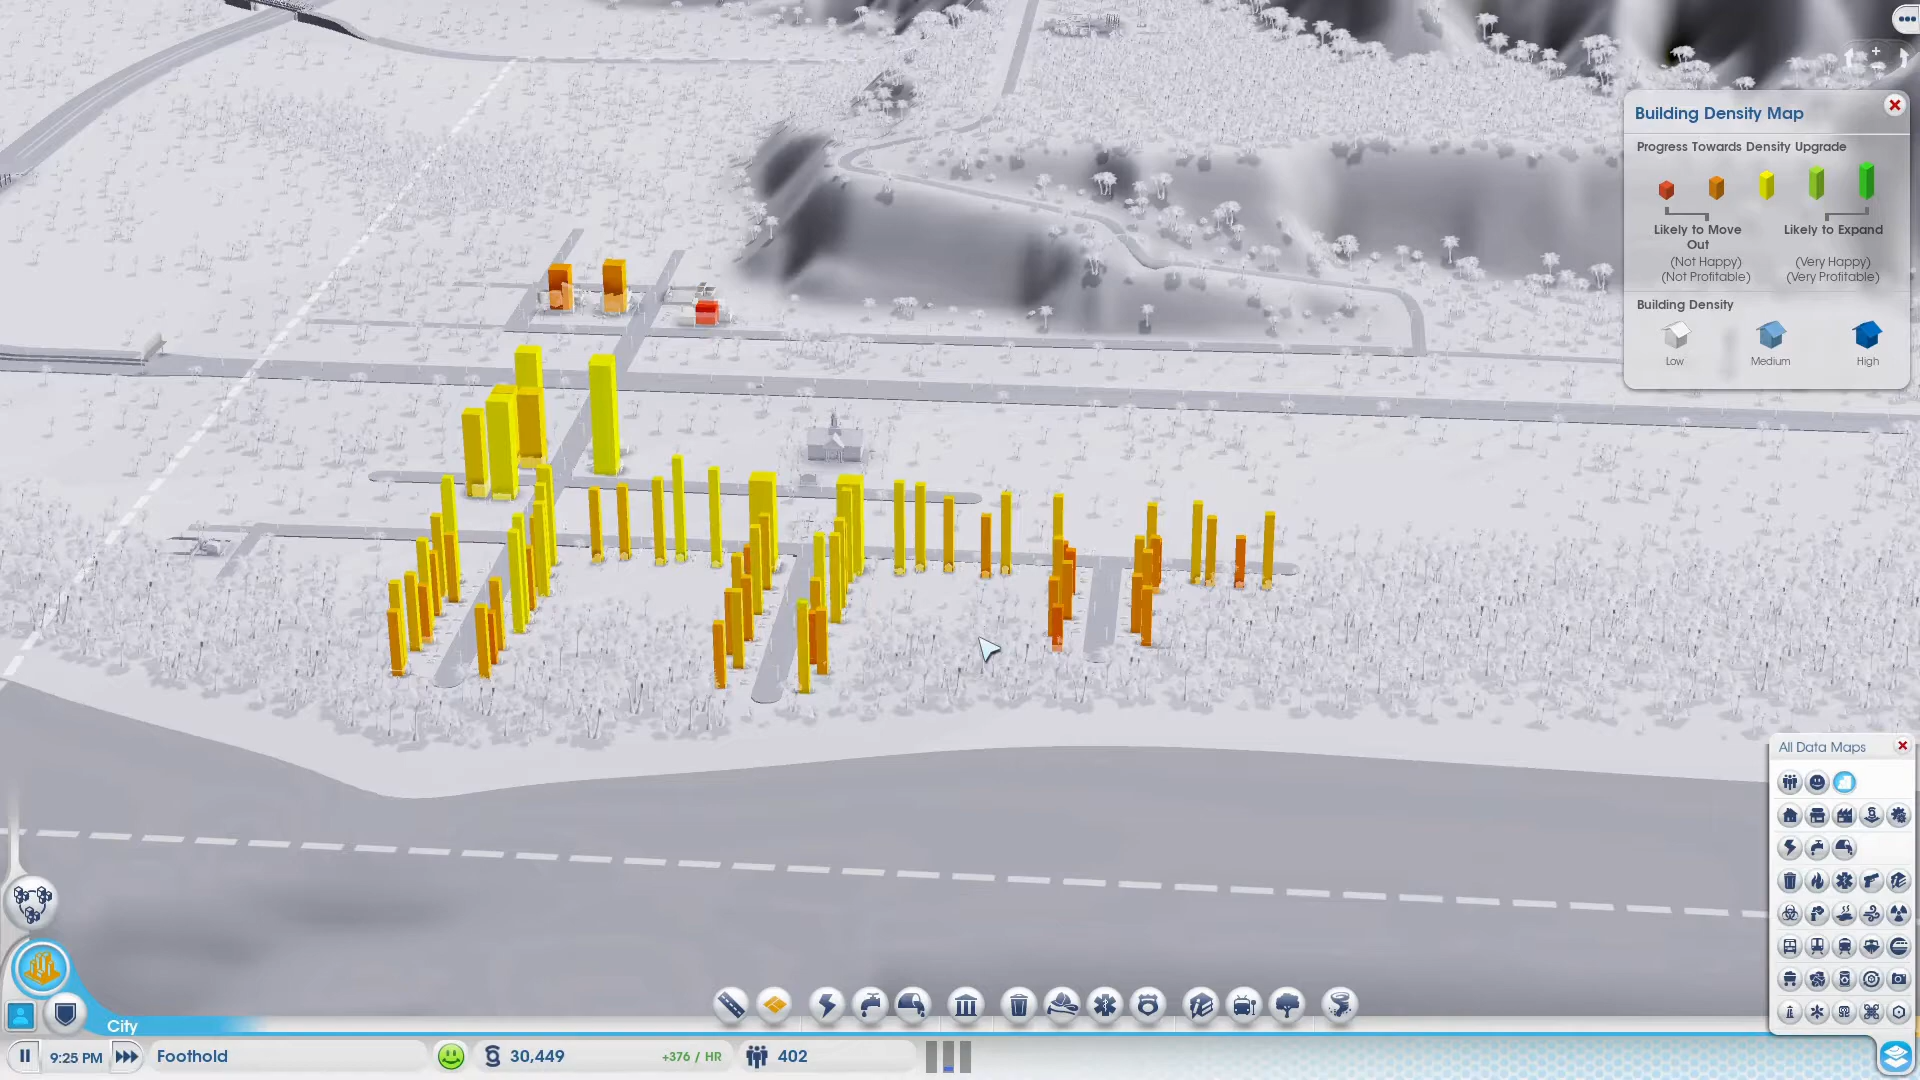 Building Density Map
Progress Towards Density Upgrade
Likely to Move
Out
(Not Happy)
(Not Profitable)
Likely to Expand
(Very Happy)
(Very Profitable)
Building Density
Low
Medium
High
All Data Maps
City
9:25 PM
Foothold
30,449
+376 / HR
402